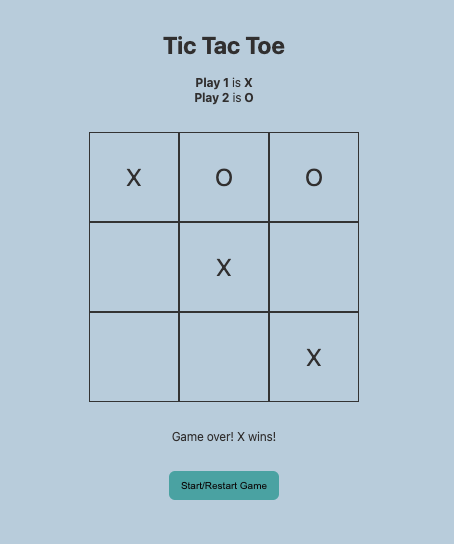 Tic Tac Toe
Play 1 is X
Play 2 is O
X O O
X
X
Game over! X wins!
Start/Restart Game